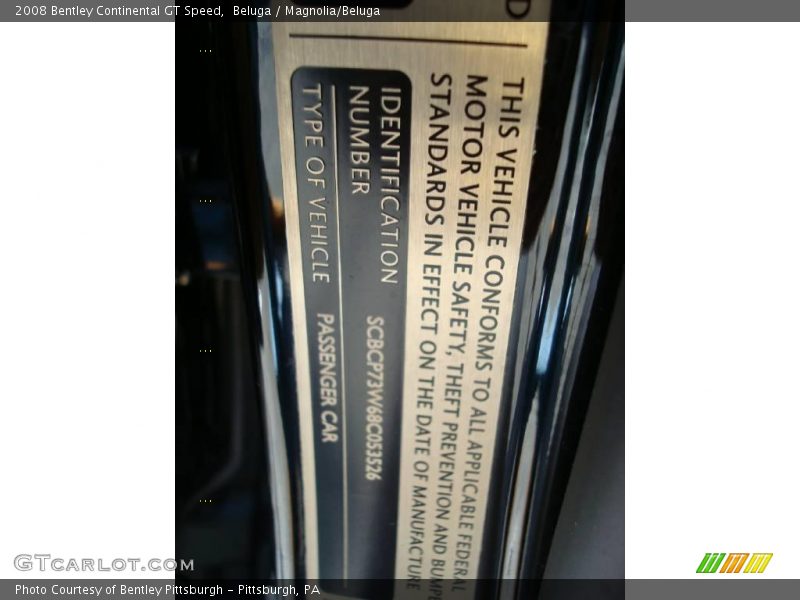 2008 Bentley Continental GT Speed, Beluga / Magnolia/Beluga
D
THIS VEHICLE CONFORMS TO ALL APPLICABLE FEDERAL
MOTOR VEHICLE SAFETY, THEFT PREVENTION AND BUMPE
STANDARDS IN EFFECT ON THE DATE OF MANUFACTURE
IDENTIFICATION
NUMBER SCBCP73W68C053526
TYPE OF VEHICLE PASSENGER CAR
GTcarlot.com
Photo Courtesy of Bentley Pittsburgh - Pittsburgh, PA